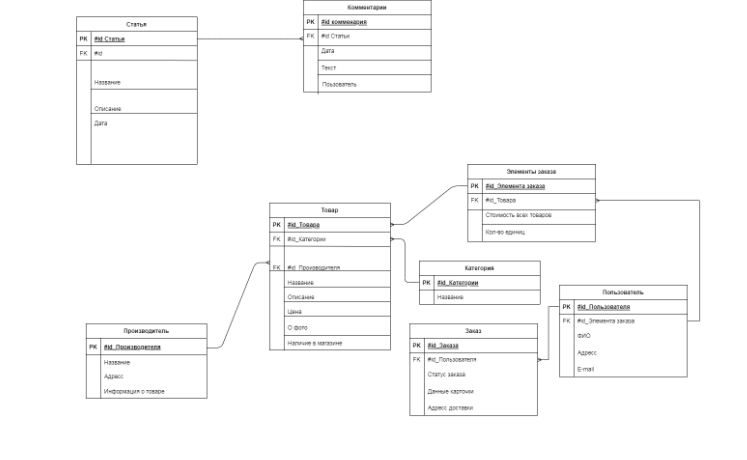 Статья
PK #id Статьи
FK #id
Название
Описание
Дата
Комментарии
PK #id комменария
FK #id Статьи
Дата
Текст
Поьзователь
Элементы заказа
PK #id_Элемента заказа
FK #id_Товара
Стоимость всех товаров
Кол-во единиц
Товар
PK #id_Товара
FK #id_Категории
FK #id_Производителя
Название
Описание
Цена
О фото
Наличие в магазине
Категория
PK #id_Категории
Название
Пользователь
PK #id_Пользователя
FK #id_Элемента заказа
ФИО
Адресс
E-mail
Производитель
PK #id_Производителя
Название
Адресс
Информация о товаре
Заказ
PK #id_Заказа
FK #id_Пользователя
Статус заказа
Данные карточки
Адресс доставки